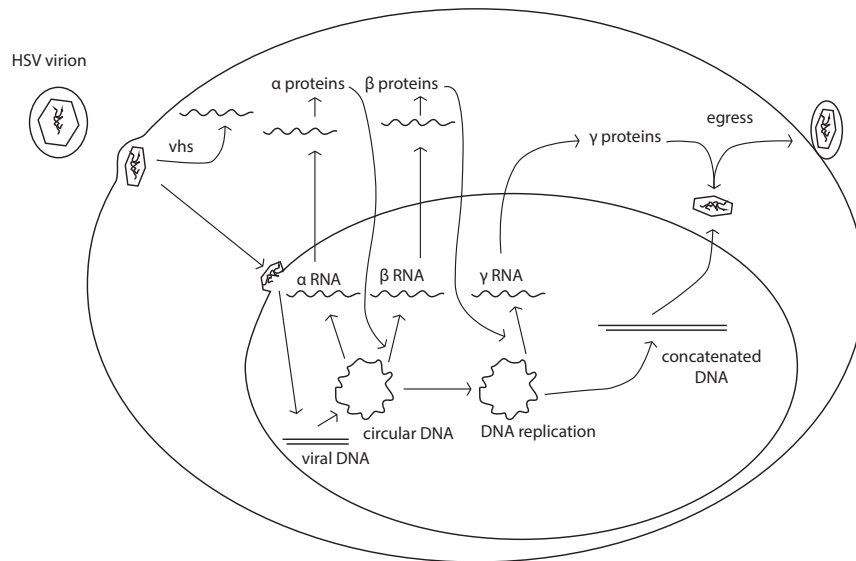 HSV virion
α proteins
β proteins
vhs
γ proteins
egress
α RNA
β RNA
γ RNA
concatenated
DNA
circular DNA
DNA replication
viral DNA